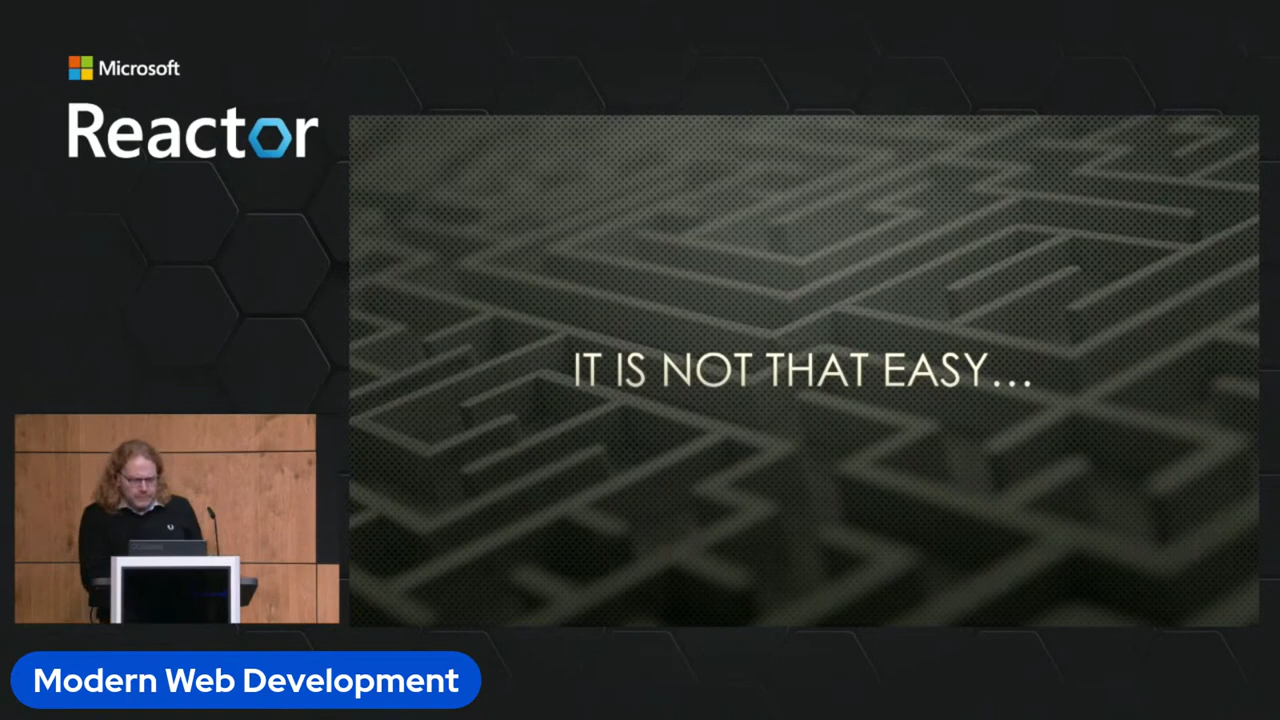 Microsoft
Reactor
IT IS NOT THAT EASY...
Modern Web Development